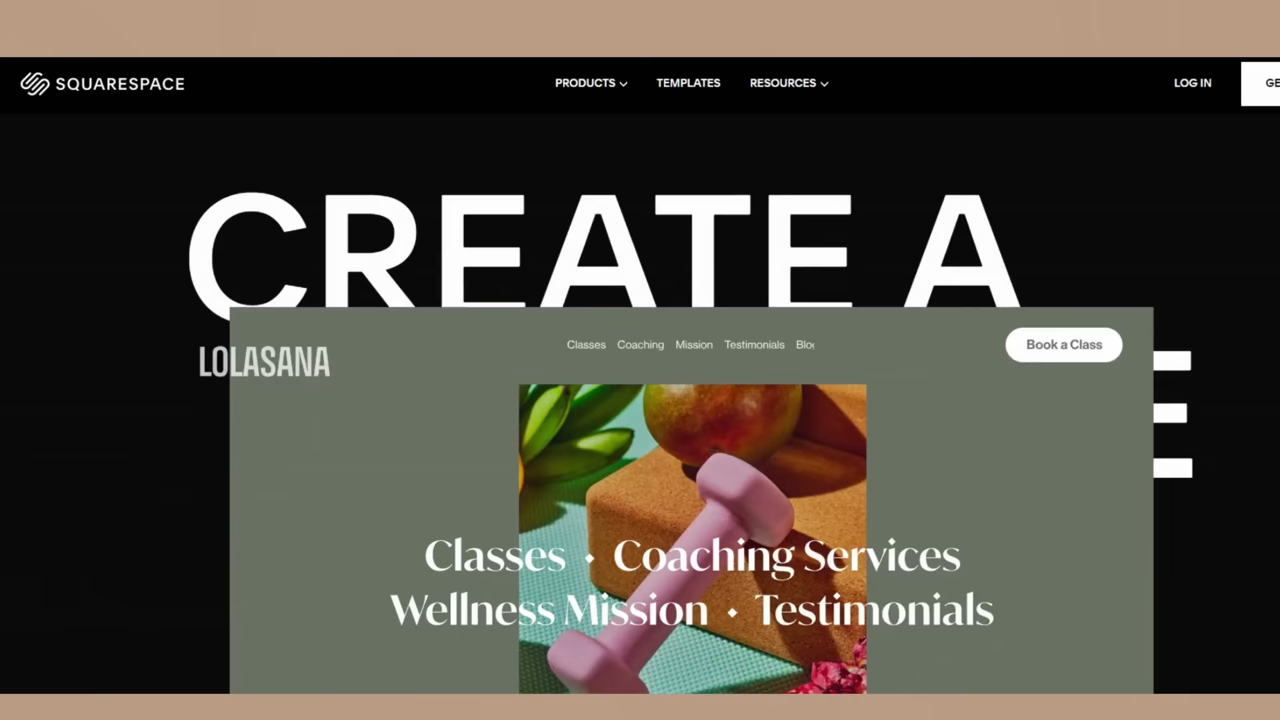 SQUARESPACE
PRODUCTS TEMPLATES RESOURCES
LOG IN
CREATE A
LOLASANA
Classes Coaching Mission Testimonials
Book a Class
Classes • Coaching Services
Wellness Mission • Testimonials